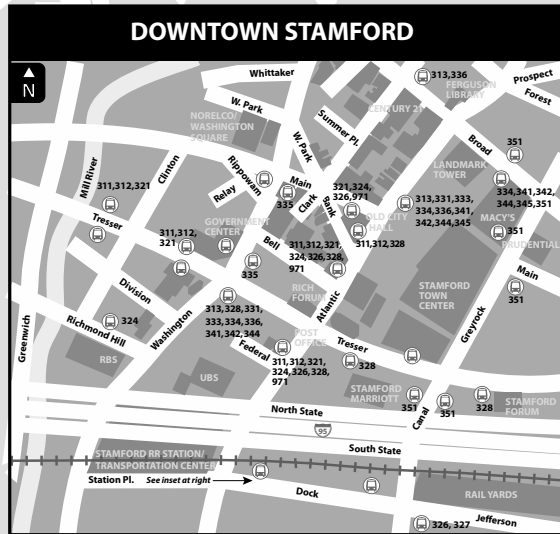 DOWNTOWN STAMFORD
N
Whittaker
313,336
FERGUSON
LIBRARY
Prospect
Forest
W. Park
CENTURY 21
NORELCO/
WASHINGTON
SQUARE
Summer Pl.
W. Park
Broad
351
Clinton
Rippowam
LANDMARK
TOWER
Mill River
Relay
Main
335
Clark
Bank
321,324,
326,971
313,331,333,
334,336,341,
342,344,345
334,341,342,
344,345,351
311,312,321
Tresser
OLD CITY
HALL
MACY'S
351
GOVERNMENT
CENTER
311,312,
321
Bell
311,312,328
PRUDENTIAL
311,312,321,
324,326,328,
971
335
Main
351
Division
RICH
FORUM
STAMFORD
TOWN
CENTER
313,328,331,
333,334,336,
341,342,344
Atlantic
Greyrock
324
Washington
Richmond Hill
Greenwich
POST
OFFICE
Tresser
Federal
RBS
311,312,321,
324,326,328,
971
328
UBS
STAMFORD
MARRIOTT
351
351
328
STAMFORD
FORUM
North State
Canal
95
South State
STAMFORD RR STATION/
TRANSPORTATION CENTER
Station Pl.
See inset at right
Dock
RAIL YARDS
326, 327
Jefferson